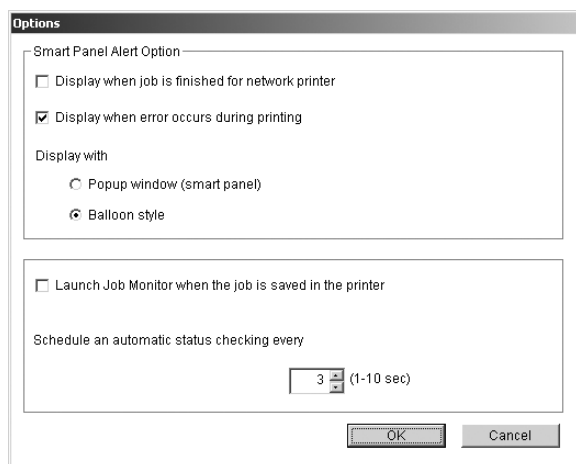 Options
Smart Panel Alert Option
Display when job is finished for network printer
Display when error occurs during printing
Display with
Popup window (smart panel)
Balloon style
Launch Job Monitor when the job is saved in the printer
Schedule an automatic status checking every
3 (1-10 sec)
OK Cancel